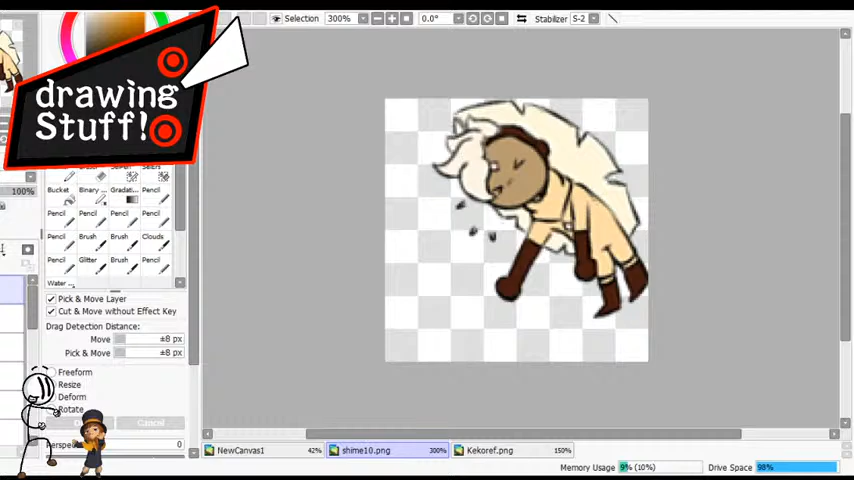 Selection 300% 0.0° Stabilizer S-2
drawing
Stuff!
100%
Bucket Binary ... Gradati... Pencil
Pencil Pencil Pencil Pencil
Pencil Brush Brush Clouds
Pencil Glitter Brush Pencil
Water ...
Pick & Move Layer
Cut & Move without Effect Key
Drag Detection Distance:
Move ±8 px
Pick & Move ±8 px
Freeform
Resize
Deform
Rotate
Cancel
Perspe 0
NewCanvas1 42% shime10.png 300% Kekoref.png 150%
Memory Usage 9% (10%) Drive Space 98%